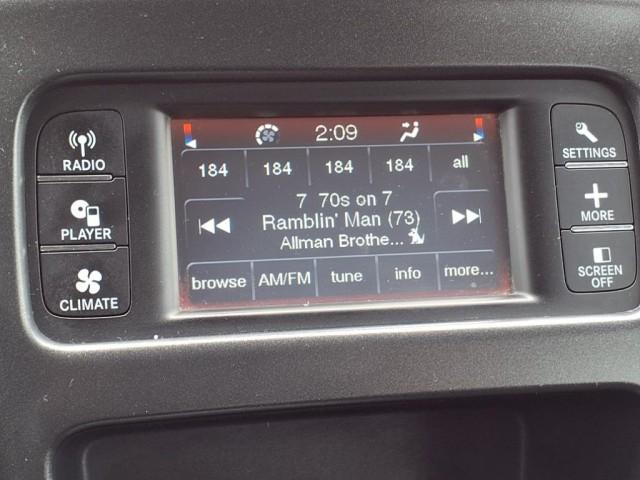 2:09
184 184 184 184 all
7 70s on 7
Ramblin' Man (73)
Allman Brothe...
browse AM/FM tune info more...
RADIO
PLAYER
CLIMATE
SETTINGS
MORE
SCREEN
OFF